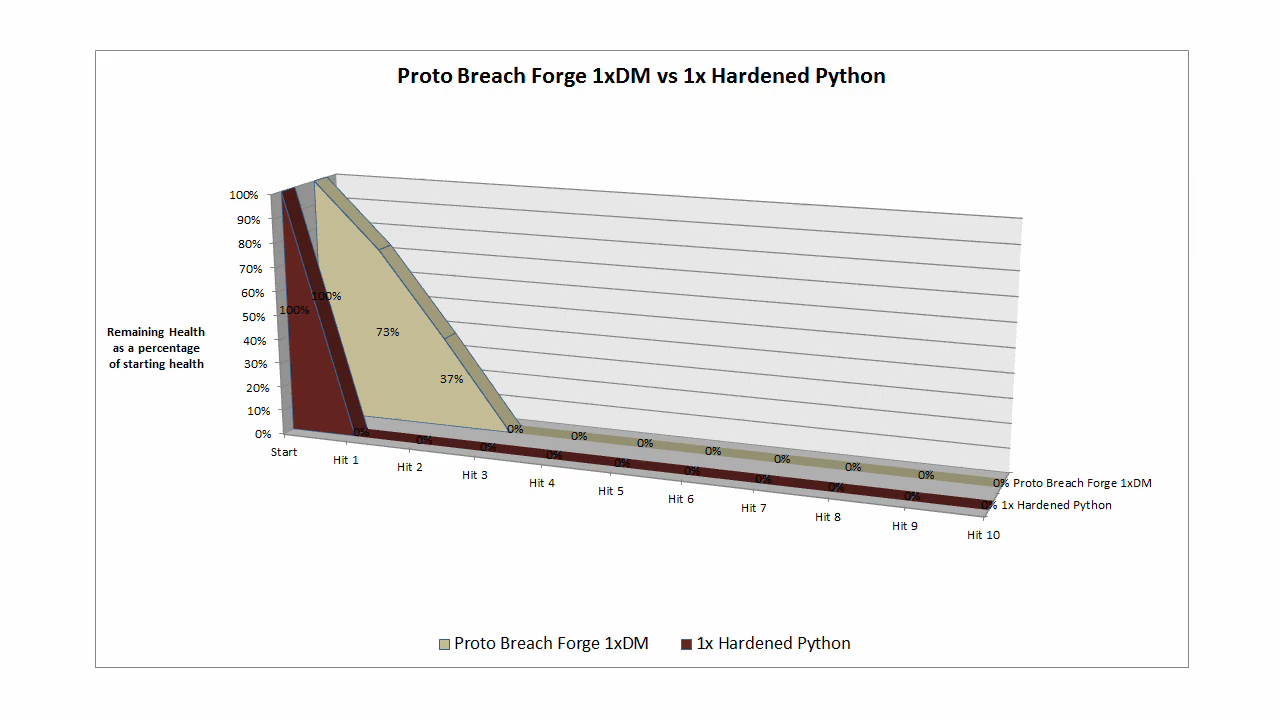 Proto Breach Forge 1xDM vs 1x Hardened Python
100%
90%
80%
70%
60%
50%
40%
30%
20%
10%
0%
Remaining Health
as a percentage
of starting health
100%
100%
73%
37%
0%
0%
0%
0%
0%
0%
0%
0% Proto Breach Forge 1xDM
0%
0%
0%
0%
0%
0%
0%
0%
0%
0% 1x Hardened Python
Start
Hit 1
Hit 2
Hit 3
Hit 4
Hit 5
Hit 6
Hit 7
Hit 8
Hit 9
Hit 10
Proto Breach Forge 1xDM
1x Hardened Python